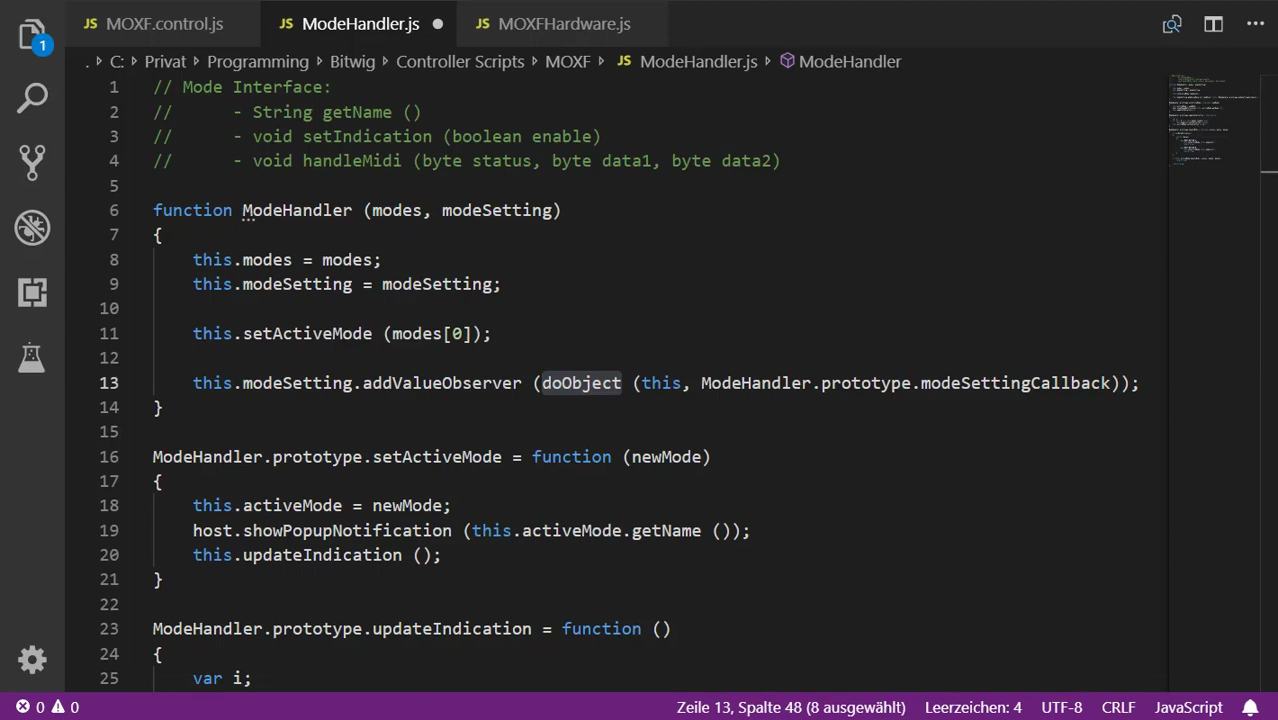 JS MOXF.control.js JS ModeHandler.js JS MOXFHardware.js
1
. C: Privat Programming Bitwig Controller Scripts MOXF JS ModeHandler.js ModeHandler
1 // Mode Interface:
2 //      - String getName ()
3 //      - void setIndication (boolean enable)
4 //      - void handleMidi (byte status, byte data1, byte data2)
5
6 function ModeHandler (modes, modeSetting)
7 {
8     this.modes = modes;
9     this.modeSetting = modeSetting;
10
11     this.setActiveMode (modes[0]);
12
13     this.modeSetting.addValueObserver (doObject (this, ModeHandler.prototype.modeSettingCallback));
14 }
15
16 ModeHandler.prototype.setActiveMode = function (newMode)
17 {
18     this.activeMode = newMode;
19     host.showPopupNotification (this.activeMode.getName ());
20     this.updateIndication ();
21 }
22
23 ModeHandler.prototype.updateIndication = function ()
24 {
25     var i;
0 0 Zeile 13, Spalte 48 (8 ausgewählt) Leerzeichen: 4 UTF-8 CRLF JavaScript